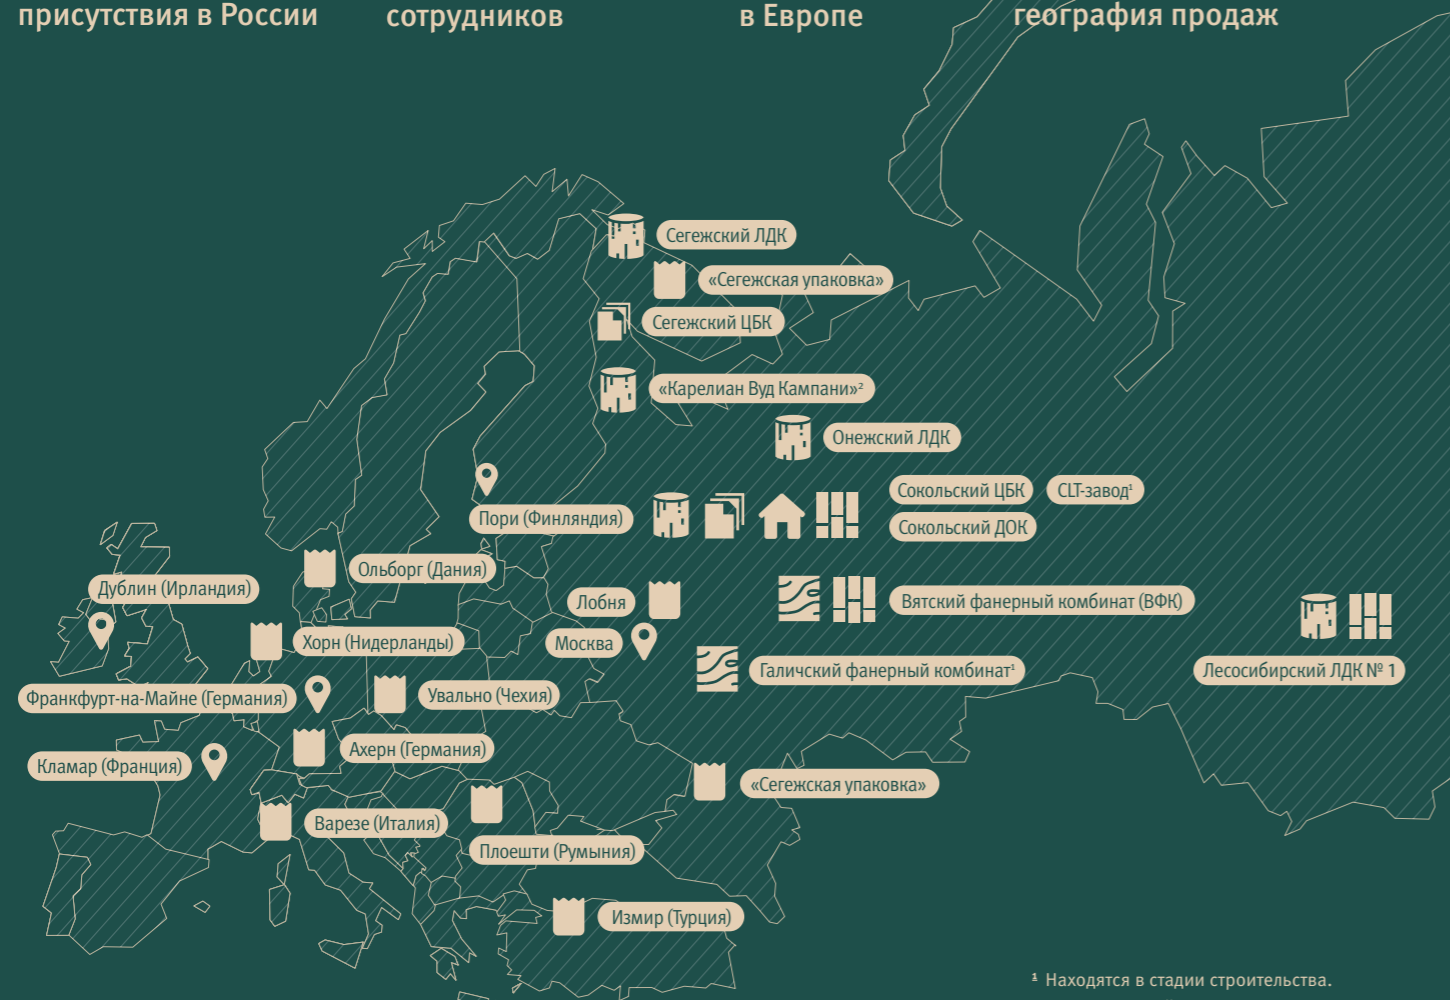 присутствия в России
сотрудников
в Европе
география продаж
Сегежский ЛДК
«Сегежская упаковка»
Сегежский ЦБК
«Карелиан Вуд Кампани»²
Онежский ЛДК
Сокольский ЦБК
CLT-завод¹
Пори (Финляндия)
Сокольский ДОК
Ольборг (Дания)
Дублин (Ирландия)
Лобня
Вятский фанерный комбинат (ВФК)
Хорн (Нидерланды)
Москва
Галичский фанерный комбинат¹
Лесосибирский ЛДК № 1
Франкфурт-на-Майне (Германия)
Увально (Чехия)
Ахерн (Германия)
Кламар (Франция)
«Сегежская упаковка»
Варезе (Италия)
Плоешти (Румыния)
Измир (Турция)
¹ Находятся в стадии строительства.